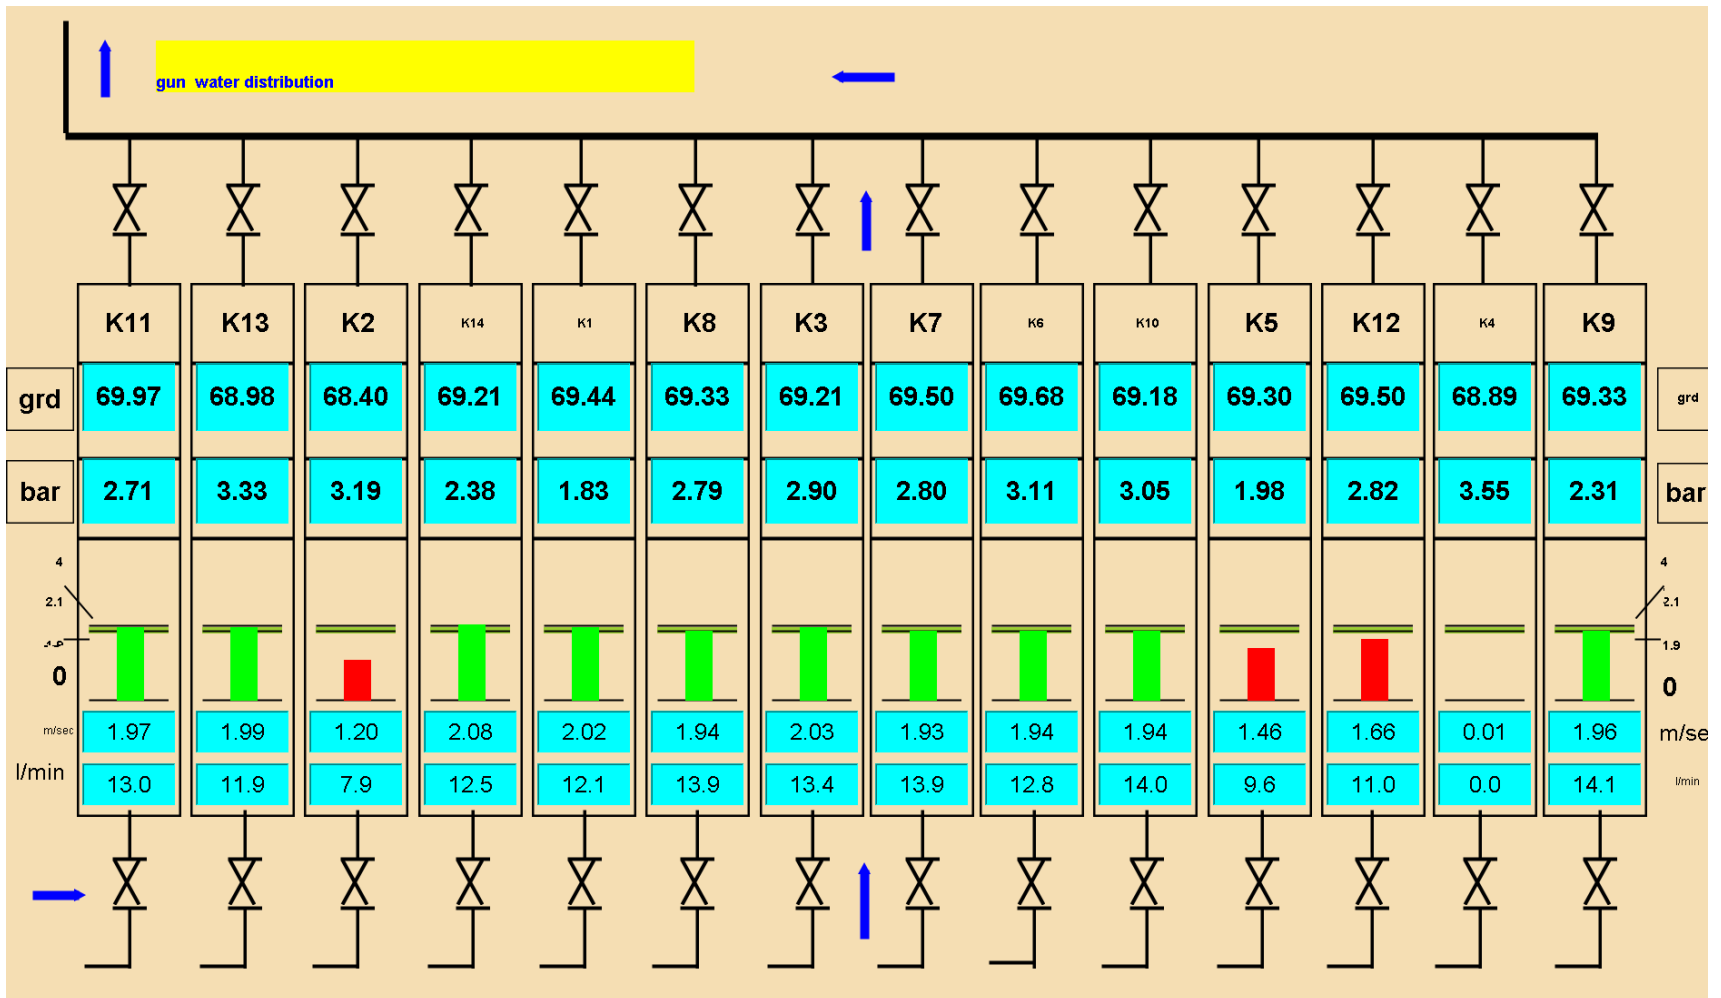 gun water distribution
K11 K13 K2 K14 K1 K8 K3 K7 K6 K10 K5 K12 K4 K9
grd 69.97 68.98 68.40 69.21 69.44 69.33 69.21 69.50 69.68 69.18 69.30 69.50 68.89 69.33 grd
bar 2.71 3.33 3.19 2.38 1.83 2.79 2.90 2.80 3.11 3.05 1.98 2.82 3.55 2.31 bar
4 4
2.1 2.1
1.9 1.9
0 0
m/sec 1.97 1.99 1.20 2.08 2.02 1.94 2.03 1.93 1.94 1.94 1.46 1.66 0.01 1.96 m/se
l/min 13.0 11.9 7.9 12.5 12.1 13.9 13.4 13.9 12.8 14.0 9.6 11.0 0.0 14.1 l/min